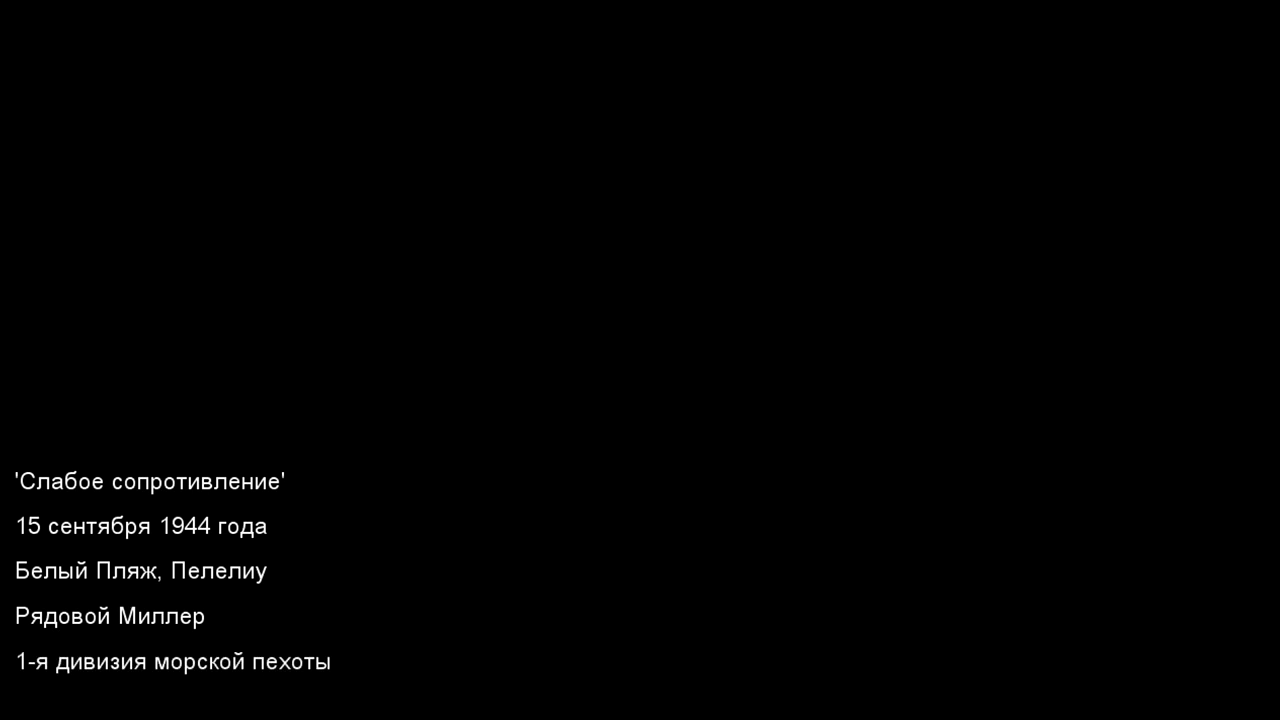 'Слабое сопротивление'
15 сентября 1944 года
Белый Пляж, Пелелиу
Рядовой Миллер
1-я дивизия морской пехоты